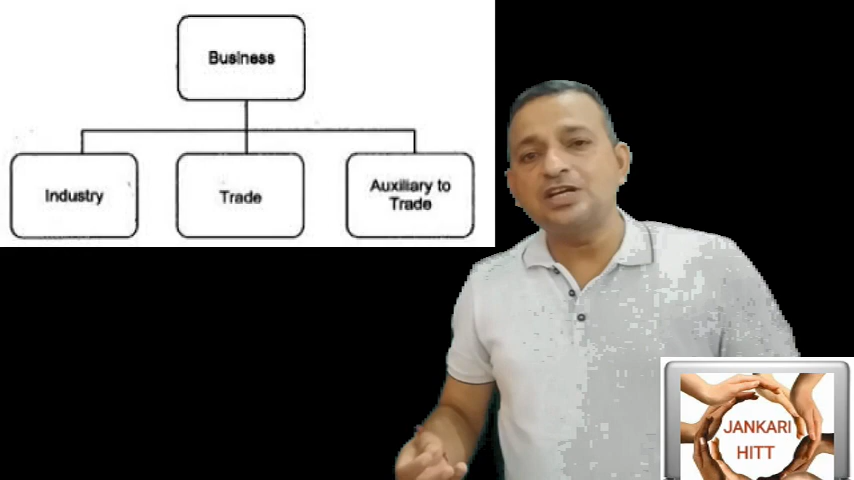 Business
Industry
Trade
Auxiliary to
Trade
JANKARI
HITT